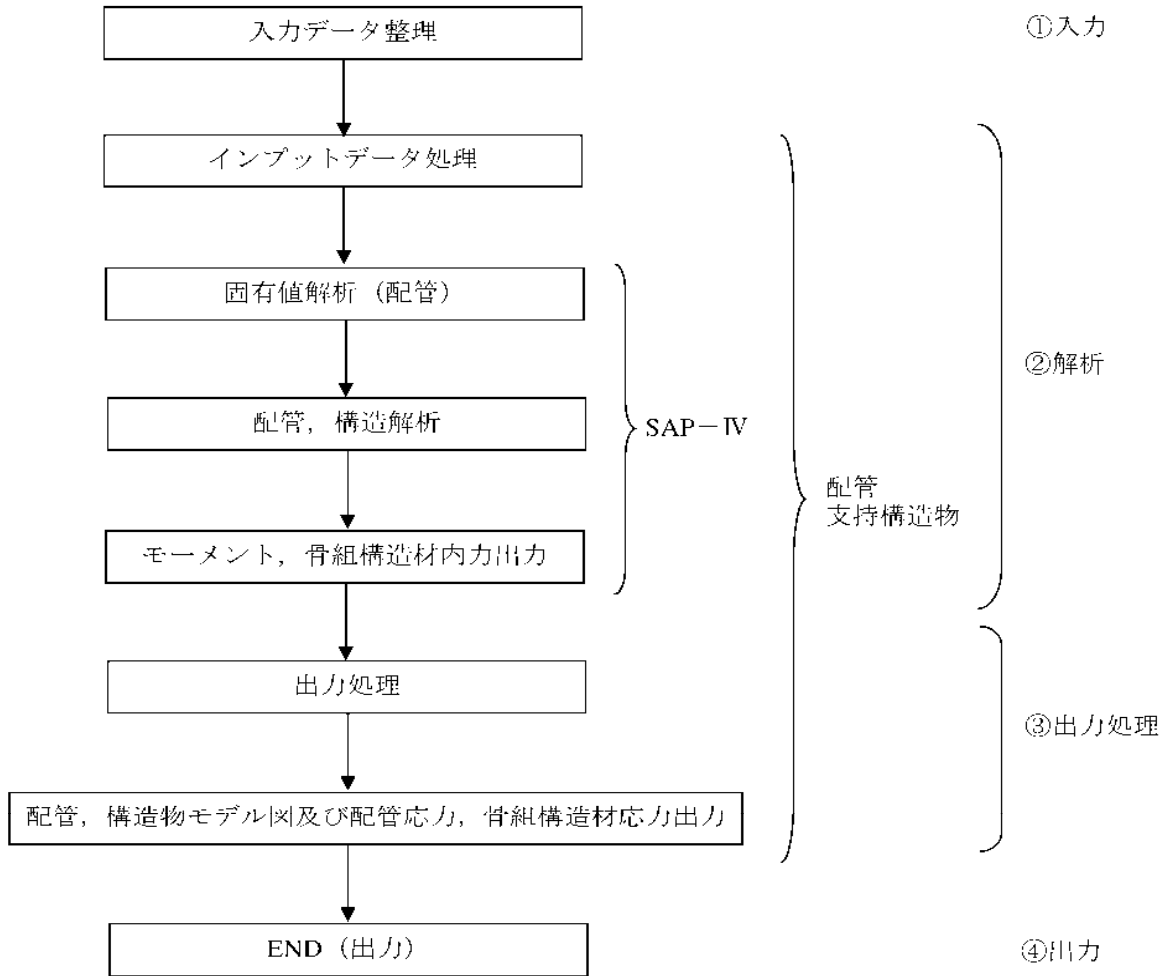 入力データ整理
①入力
インプットデータ処理
固有値解析（配管）
②解析
配管，構造解析
SAP－Ⅳ
配管
支持構造物
モーメント，骨組構造材内力出力
出力処理
③出力処理
配管，構造物モデル図及び配管応力，骨組構造材応力出力
END（出力）
④出力